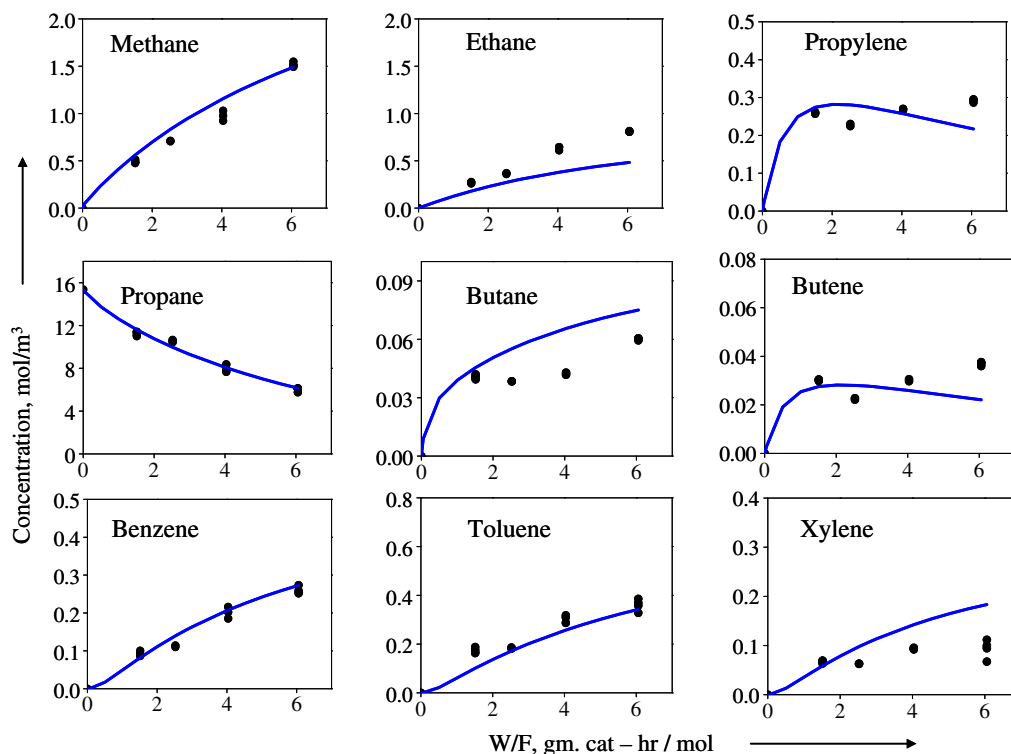 Methane
2.0
1.5
1.0
0.5
0.0
0 2 4 6
Ethane
2.0
1.5
1.0
0.5
0.0
0 2 4 6
Propylene
0.5
0.4
0.3
0.2
0.1
0.0
0 2 4 6
Propane
16
12
8
4
0
0 2 4 6
Butane
0.09
0.06
0.03
0.00
0 2 4 6
Butene
0.08
0.06
0.04
0.02
0.00
0 2 4 6
Benzene
0.5
0.4
0.3
0.2
0.1
0.0
0 2 4 6
Toluene
0.8
0.6
0.4
0.2
0.0
0 2 4 6
Xylene
0.4
0.3
0.2
0.1
0.0
0 2 4 6
Concentration, mol/m³
W/F, gm. cat – hr / mol